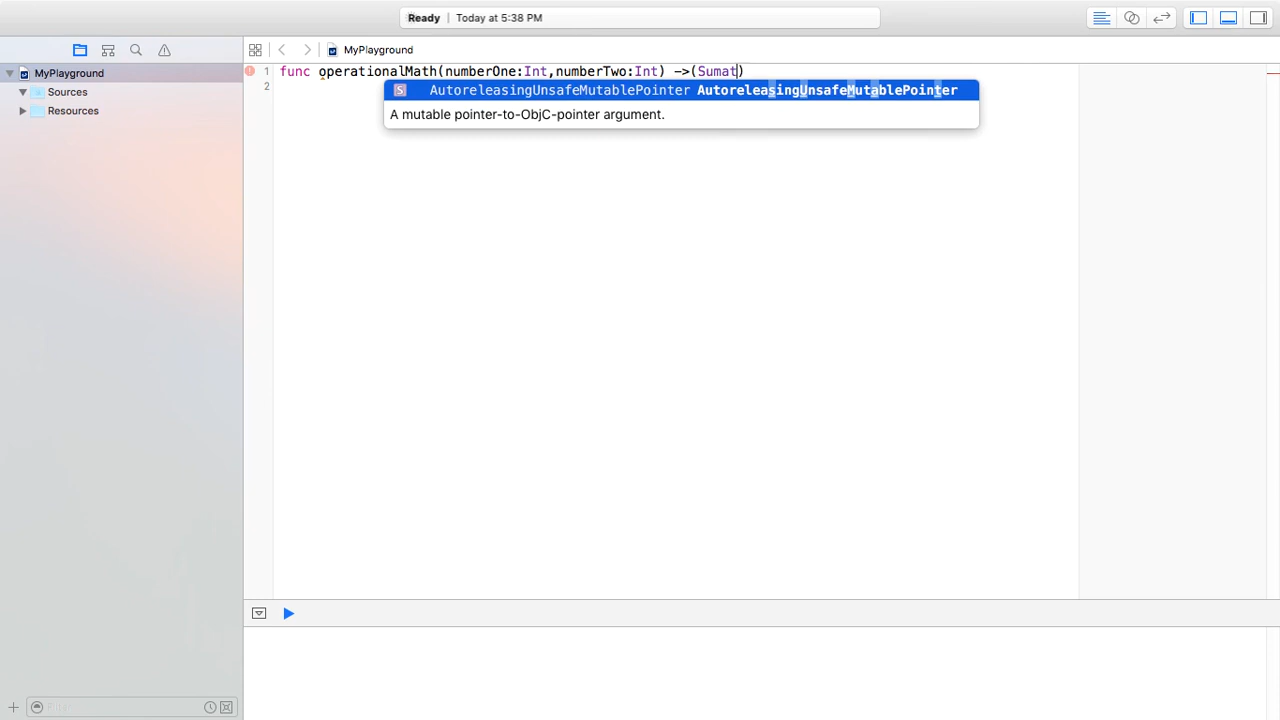 Ready | Today at 5:38 PM
MyPlayground
MyPlayground
Sources
Resources
1 func operationalMath(numberOne:Int,numberTwo:Int) ->(Sumat)
2
S AutoreleasingUnsafeMutablePointer AutoreleasingUnsafeMutablePointer
A mutable pointer-to-ObjC-pointer argument.